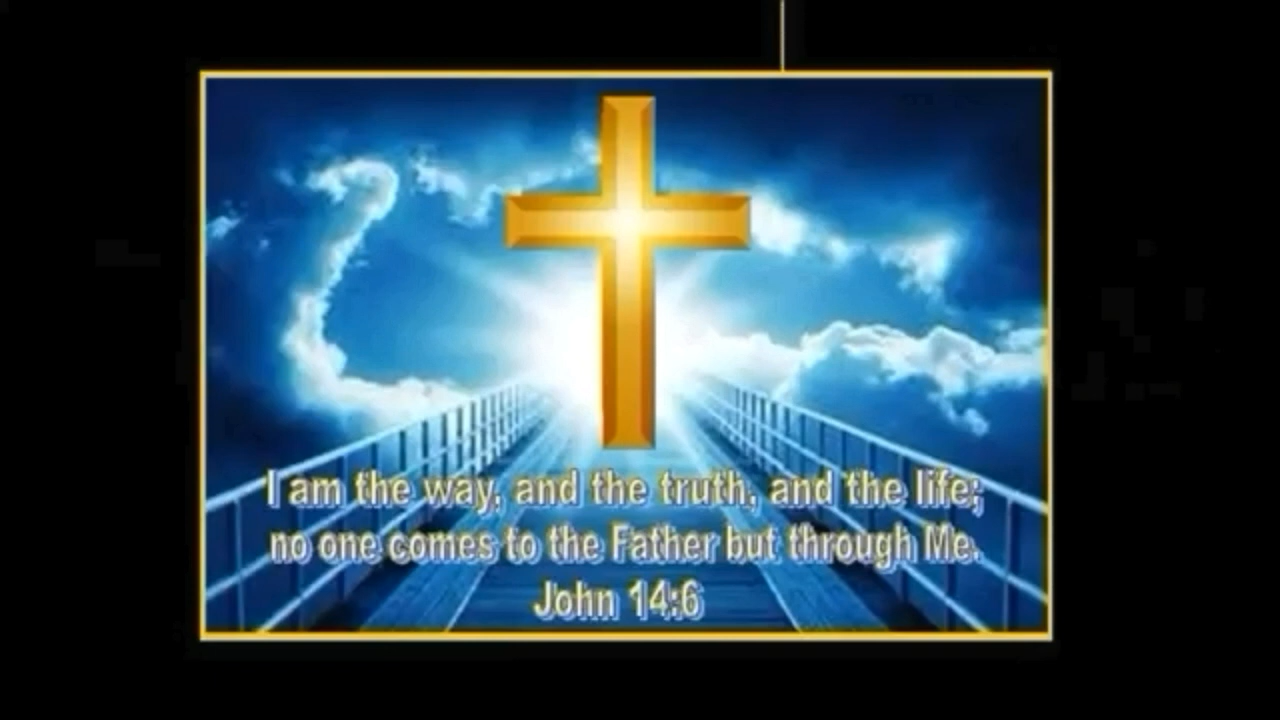 I am the way, and the truth, and the life;
no one comes to the Father but through Me.
John 14:6